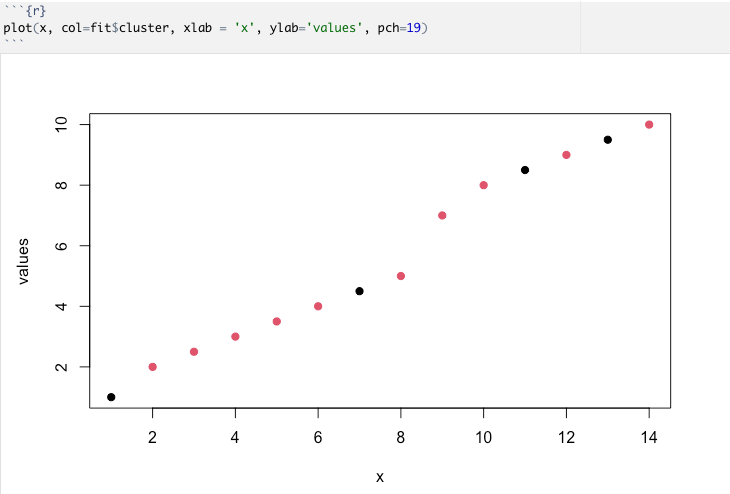 ```{r}
plot(x, col=fit$cluster, xlab = 'x', ylab='values', pch=19)
```
10
8
6
4
2
values
2 4 6 8 10 12 14
x